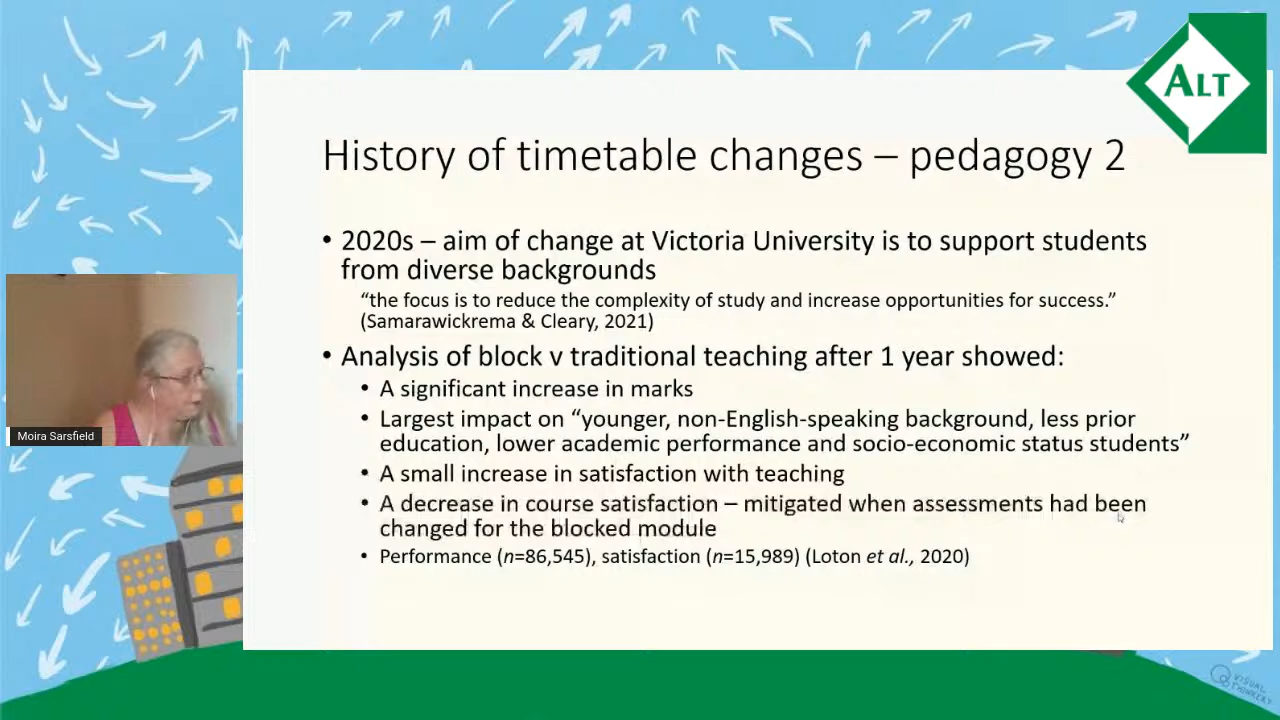 ALT
History of timetable changes – pedagogy 2
• 2020s – aim of change at Victoria University is to support students
from diverse backgrounds
“the focus is to reduce the complexity of study and increase opportunities for success.”
(Samarawickrema & Cleary, 2021)
• Analysis of block v traditional teaching after 1 year showed:
• A significant increase in marks
• Largest impact on “younger, non-English-speaking background, less prior
education, lower academic performance and socio-economic status students”
• A small increase in satisfaction with teaching
• A decrease in course satisfaction – mitigated when assessments had been
changed for the blocked module
• Performance (n=86,545), satisfaction (n=15,989) (Loton et al., 2020)
Moira Sarsfield
VISUAL
THINKERY